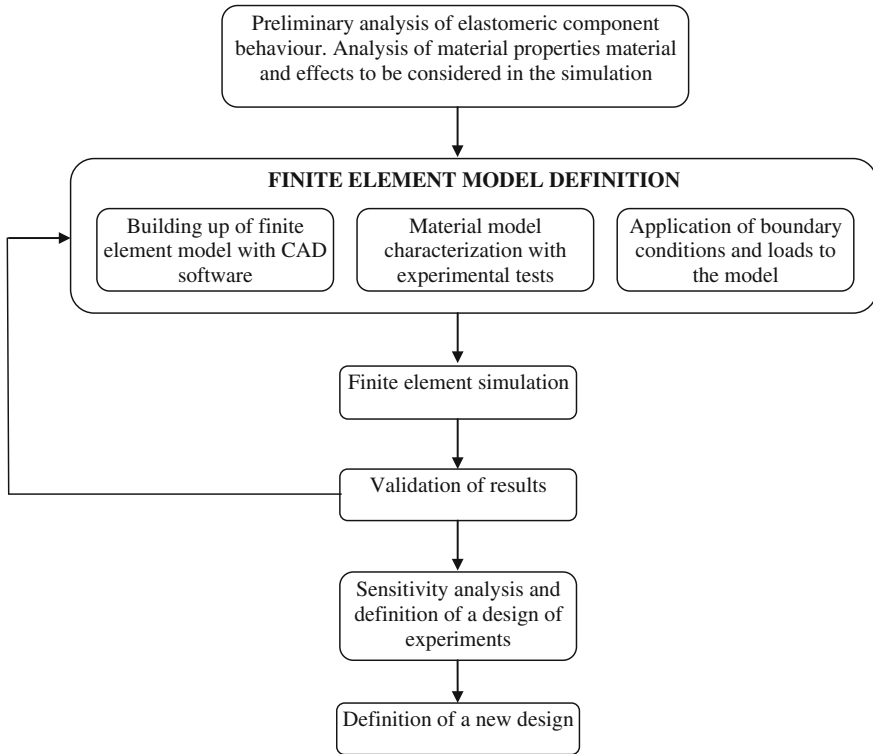 Preliminary analysis of elastomeric component
behaviour. Analysis of material properties material
and effects to be considered in the simulation
FINITE ELEMENT MODEL DEFINITION
Building up of finite
element model with CAD
software
Material model
characterization with
experimental tests
Application of boundary
conditions and loads to
the model
Finite element simulation
Validation of results
Sensitivity analysis and
definition of a design of
experiments
Definition of a new design